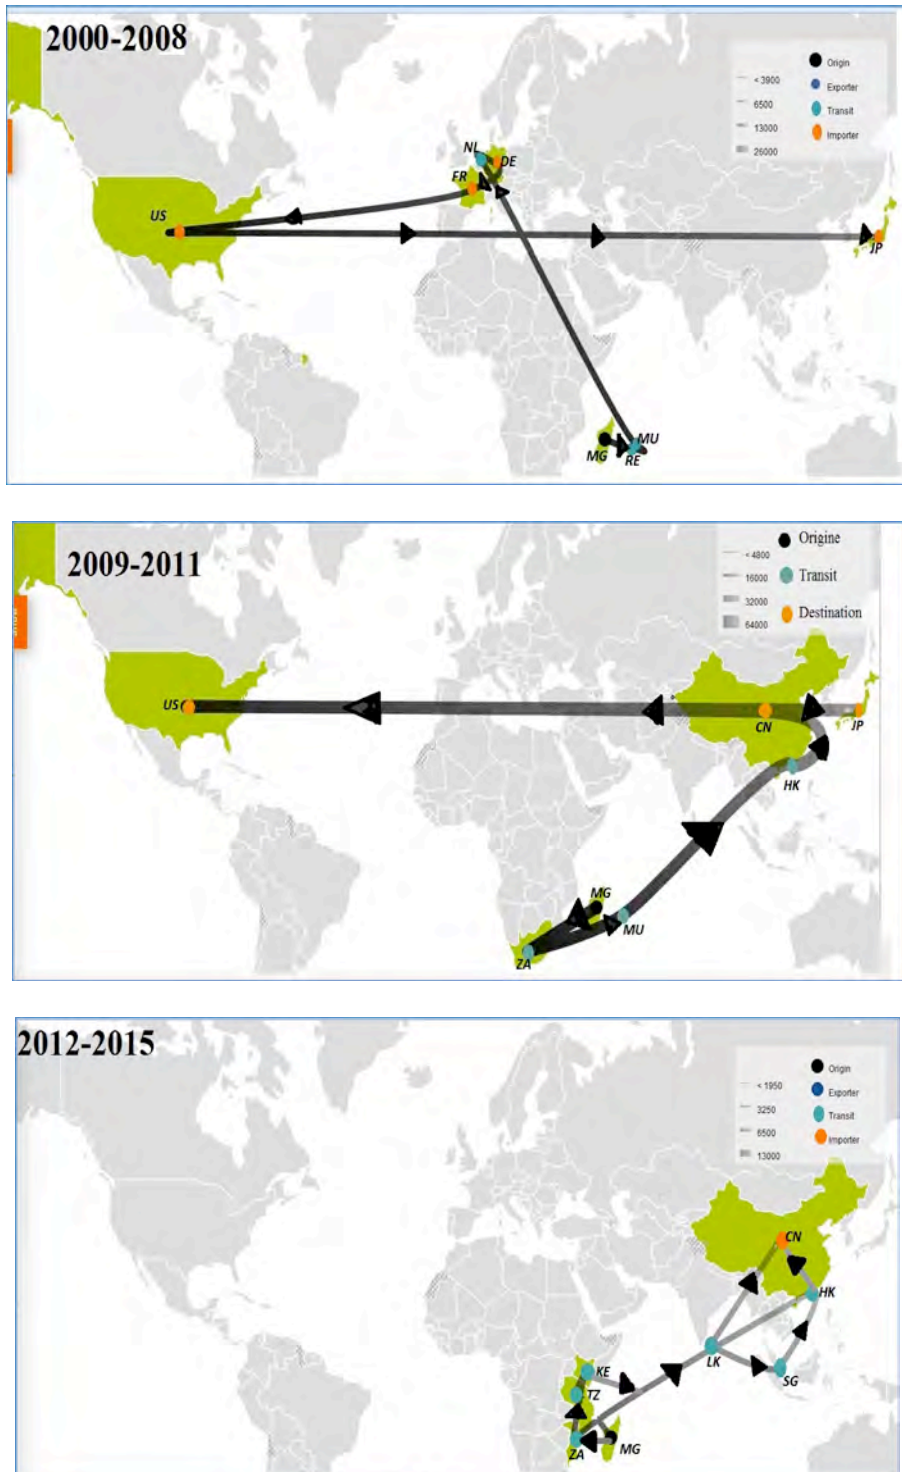 2000-2008
< 3900
6500
13000
26000
Origin
Exporter
Transit
Importer
NL
DE
FR
US
JP
MU
MG
RE
2009-2011
< 4800
16000
32000
64000
Origine
Transit
Destination
US
CN
JP
HK
MG
MU
ZA
2012-2015
< 1950
3250
6500
13000
Origin
Exporter
Transit
Importer
CN
HK
LK
SG
KE
TZ
ZA
MG